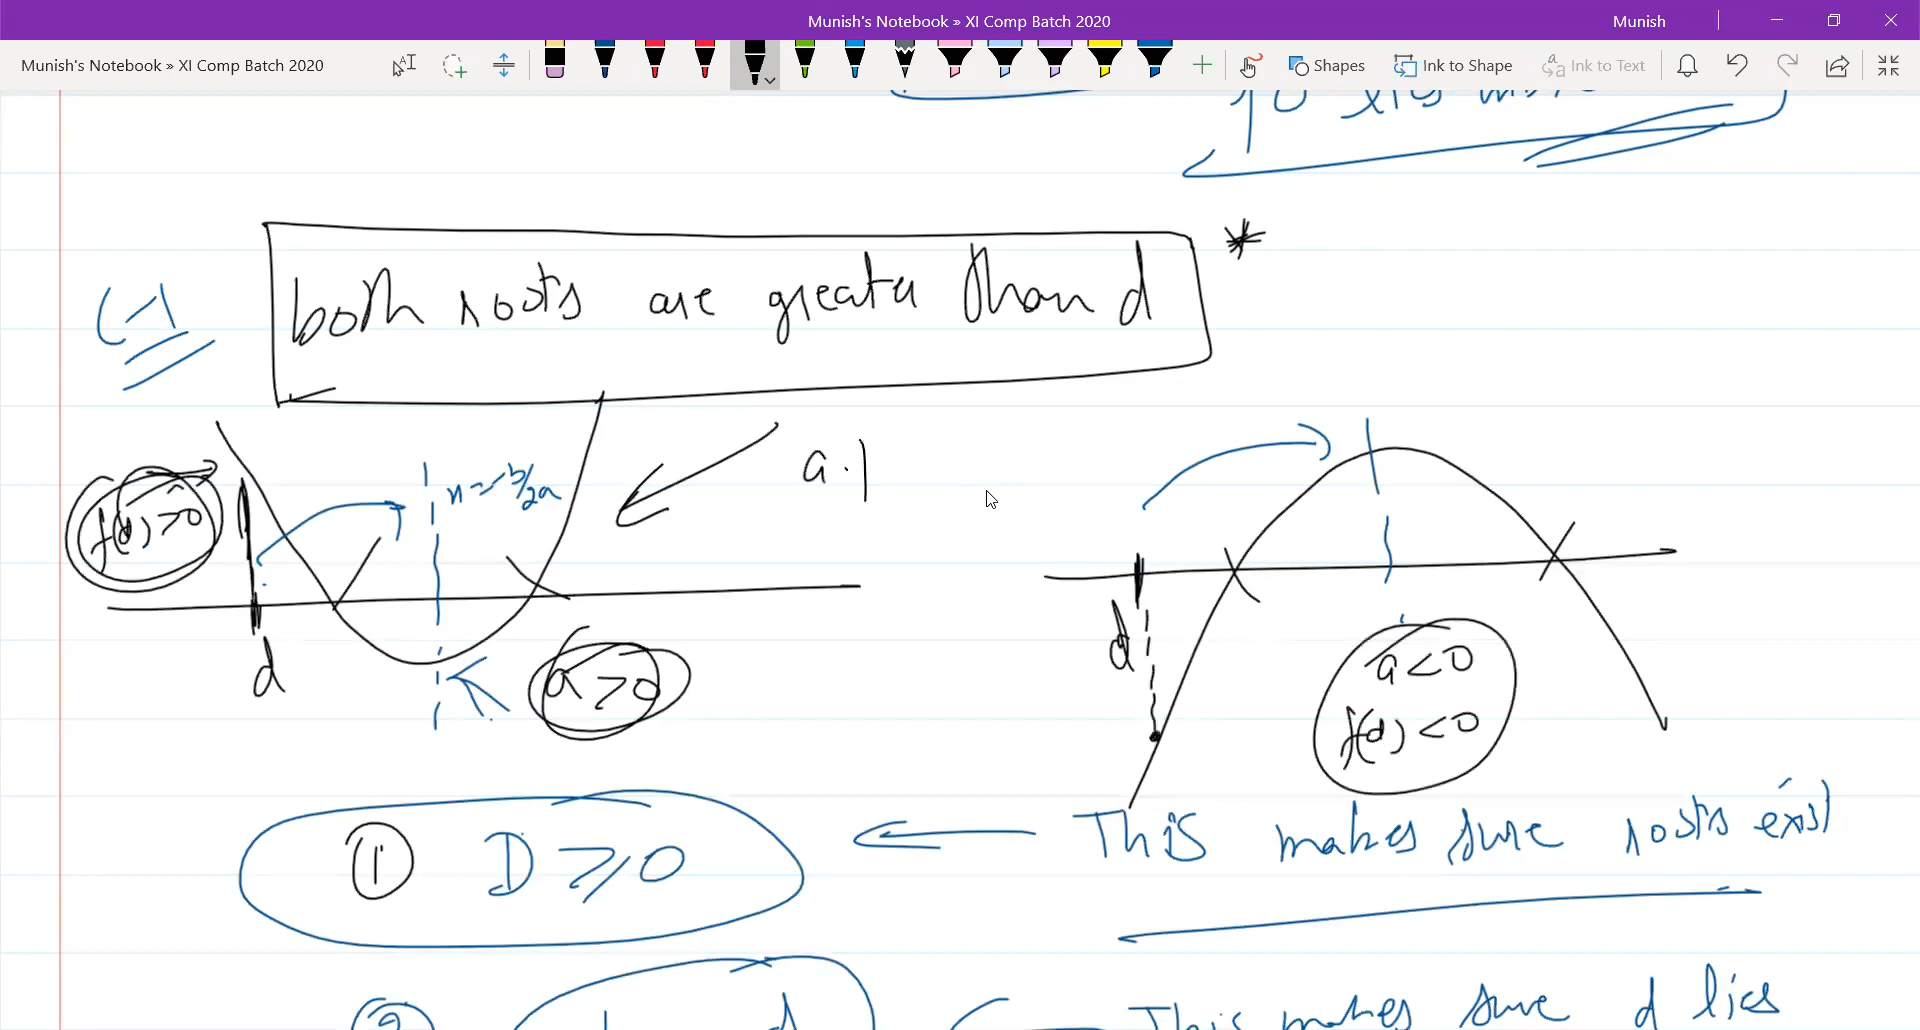 Munish's Notebook » XI Comp Batch 2020
Munish
Munish's Notebook » XI Comp Batch 2020
Shapes
Ink to Shape
Ink to Text
C-1
both roots are greater than d
*
f(d) > 0
x = -b/2a
a . f
d
a > 0
d
a < 0
f(d) < 0
① D ⩾ 0
This makes sure roots exist
②
d
This makes sure d lies